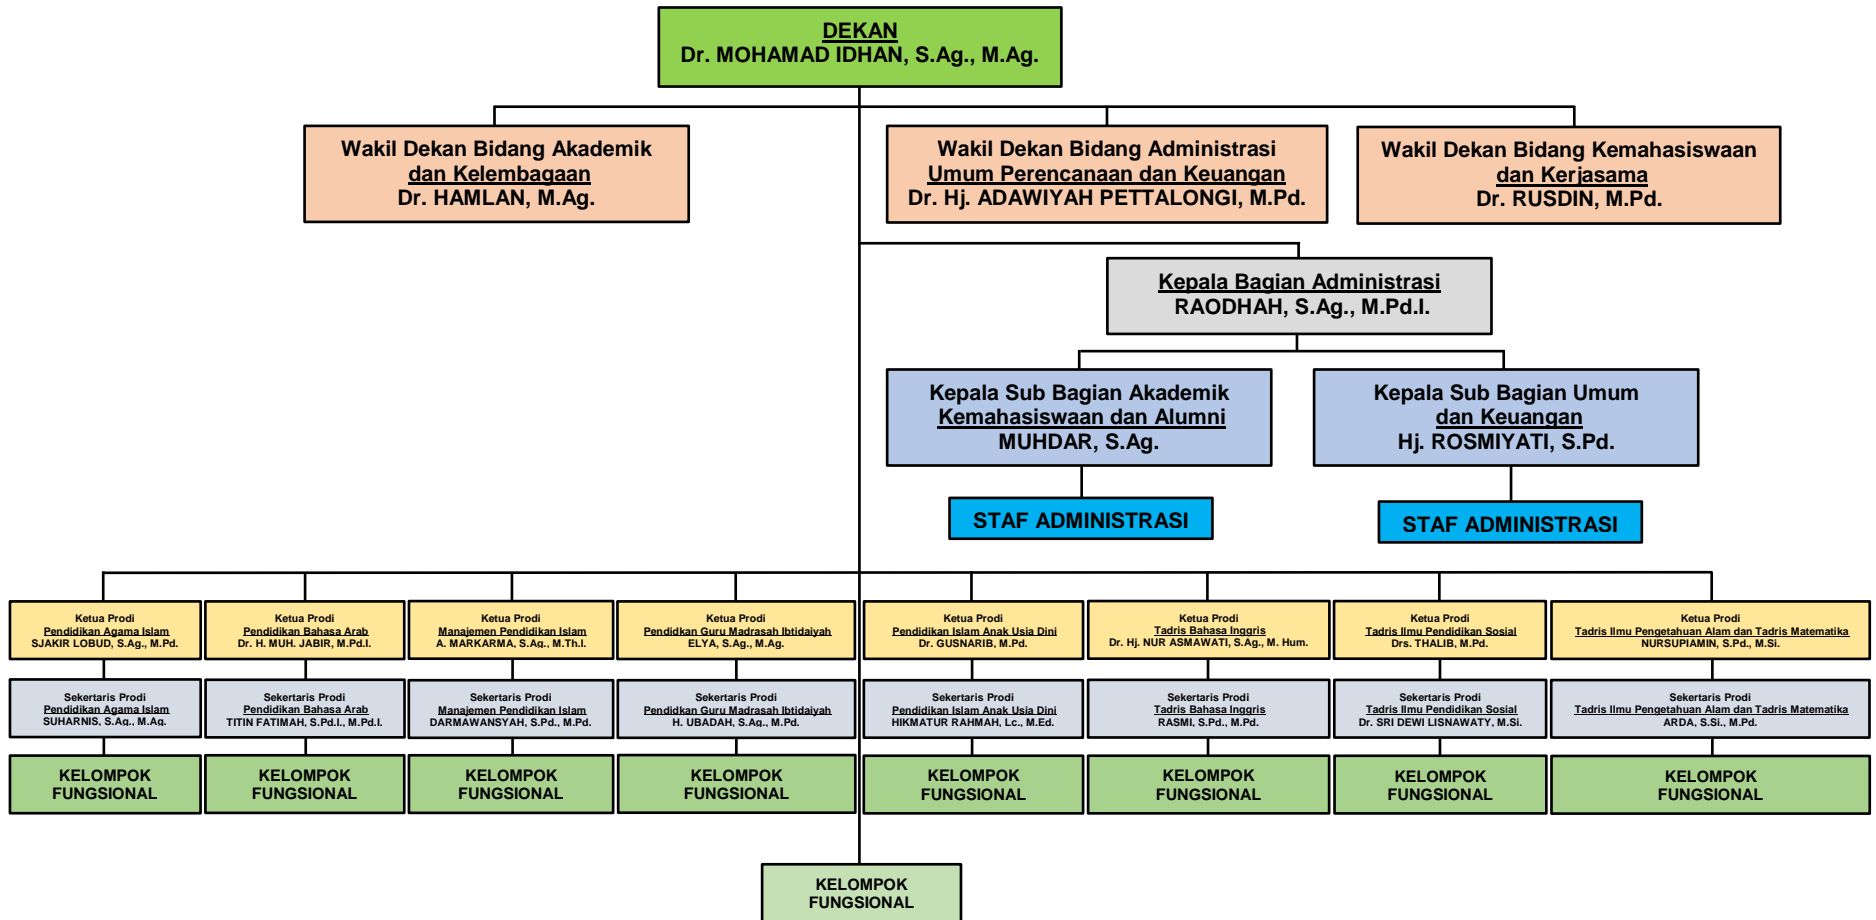 DEKAN
Dr. MOHAMAD IDHAN, S.Ag., M.Ag.
Wakil Dekan Bidang Akademik
dan Kelembagaan
Dr. HAMLAN, M.Ag.
Wakil Dekan Bidang Administrasi
Umum Perencanaan dan Keuangan
Dr. Hj. ADAWIYAH PETTALONGI, M.Pd.
Wakil Dekan Bidang Kemahasiswaan
dan Kerjasama
Dr. RUSDIN, M.Pd.
Kepala Bagian Administrasi
RAODHAH, S.Ag., M.Pd.I.
Kepala Sub Bagian Akademik
Kemahasiswaan dan Alumni
MUHDAR, S.Ag.
Kepala Sub Bagian Umum
dan Keuangan
Hj. ROSMIYATI, S.Pd.
STAF ADMINISTRASI
STAF ADMINISTRASI
Ketua Prodi
Pendidikan Agama Islam
SJAKIR LOBUD, S.Ag., M.Pd.
Ketua Prodi
Pendidikan Bahasa Arab
Dr. H. MUH. JABIR, M.Pd.I.
Ketua Prodi
Manajemen Pendidikan Islam
A. MARKARMA, S.Ag., M.Th.I.
Ketua Prodi
Pendidkan Guru Madrasah Ibtidaiyah
ELYA, S.Ag., M.Ag.
Ketua Prodi
Pendidikan Islam Anak Usia Dini
Dr. GUSNARIB, M.Pd.
Ketua Prodi
Tadris Bahasa Inggris
Dr. Hj. NUR ASMAWATI, S.Ag., M. Hum.
Ketua Prodi
Tadris Ilmu Pendidikan Sosial
Drs. THALIB, M.Pd.
Ketua Prodi
Tadris Ilmu Pengetahuan Alam dan Tadris Matematika
NURSUPIAMIN, S.Pd., M.Si.
Sekertaris Prodi
Pendidikan Agama Islam
SUHARNIS, S.Ag., M.Ag.
Sekertaris Prodi
Pendidikan Bahasa Arab
TITIN FATIMAH, S.Pd.I., M.Pd.I.
Sekertaris Prodi
Manajemen Pendidikan Islam
DARMAWANSYAH, S.Pd., M.Pd.
Sekertaris Prodi
Pendidkan Guru Madrasah Ibtidaiyah
H. UBADAH, S.Ag., M.Pd.
Sekertaris Prodi
Pendidikan Islam Anak Usia Dini
HIKMATUR RAHMAH, Lc., M.Ed.
Sekertaris Prodi
Tadris Bahasa Inggris
RASMI, S.Pd., M.Pd.
Sekertaris Prodi
Tadris Ilmu Pendidikan Sosial
Dr. SRI DEWI LISNAWATY, M.Si.
Sekertaris Prodi
Tadris Ilmu Pengetahuan Alam dan Tadris Matematika
ARDA, S.Si., M.Pd.
KELOMPOK
FUNGSIONAL
KELOMPOK
FUNGSIONAL
KELOMPOK
FUNGSIONAL
KELOMPOK
FUNGSIONAL
KELOMPOK
FUNGSIONAL
KELOMPOK
FUNGSIONAL
KELOMPOK
FUNGSIONAL
KELOMPOK
FUNGSIONAL
KELOMPOK
FUNGSIONAL